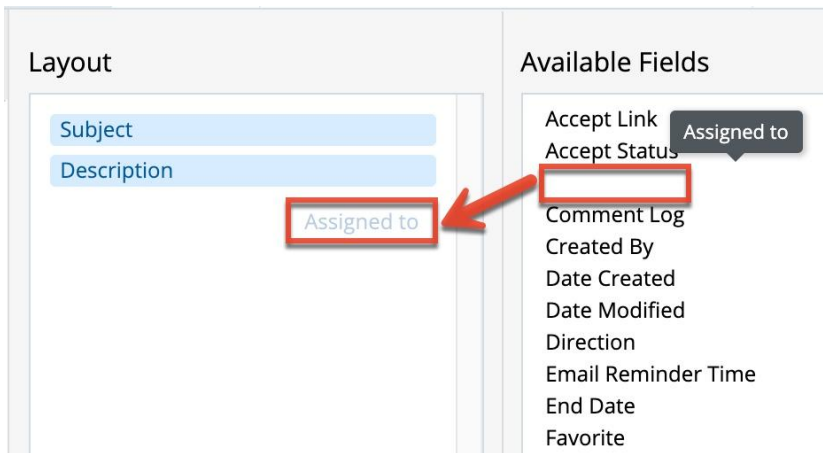 Layout
Subject
Description
Assigned to
Available Fields
Accept Link
Assigned to
Accept Status
Comment Log
Created By
Date Created
Date Modified
Direction
Email Reminder Time
End Date
Favorite